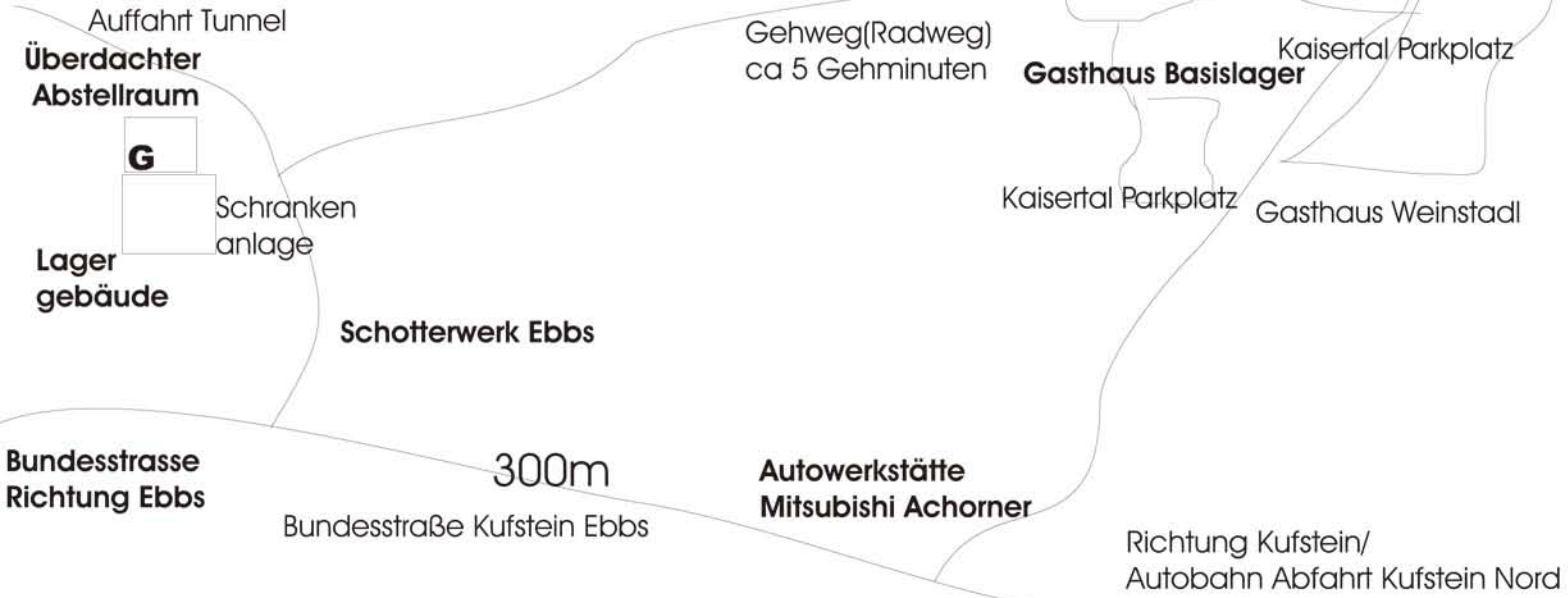 Auffahrt Tunnel
Überdachter
Abstellraum
G
Schranken
anlage
Lager
gebäude
Schotterwerk Ebbs
Gehweg(Radweg)
ca 5 Gehminuten
Gasthaus Basislager
Kaisertal Parkplatz
Kaisertal Parkplatz
Gasthaus Weinstadl
Bundesstrasse
Richtung Ebbs
300m
Bundesstraße Kufstein Ebbs
Autowerkstätte
Mitsubishi Achorner
Richtung Kufstein/
Autobahn Abfahrt Kufstein Nord